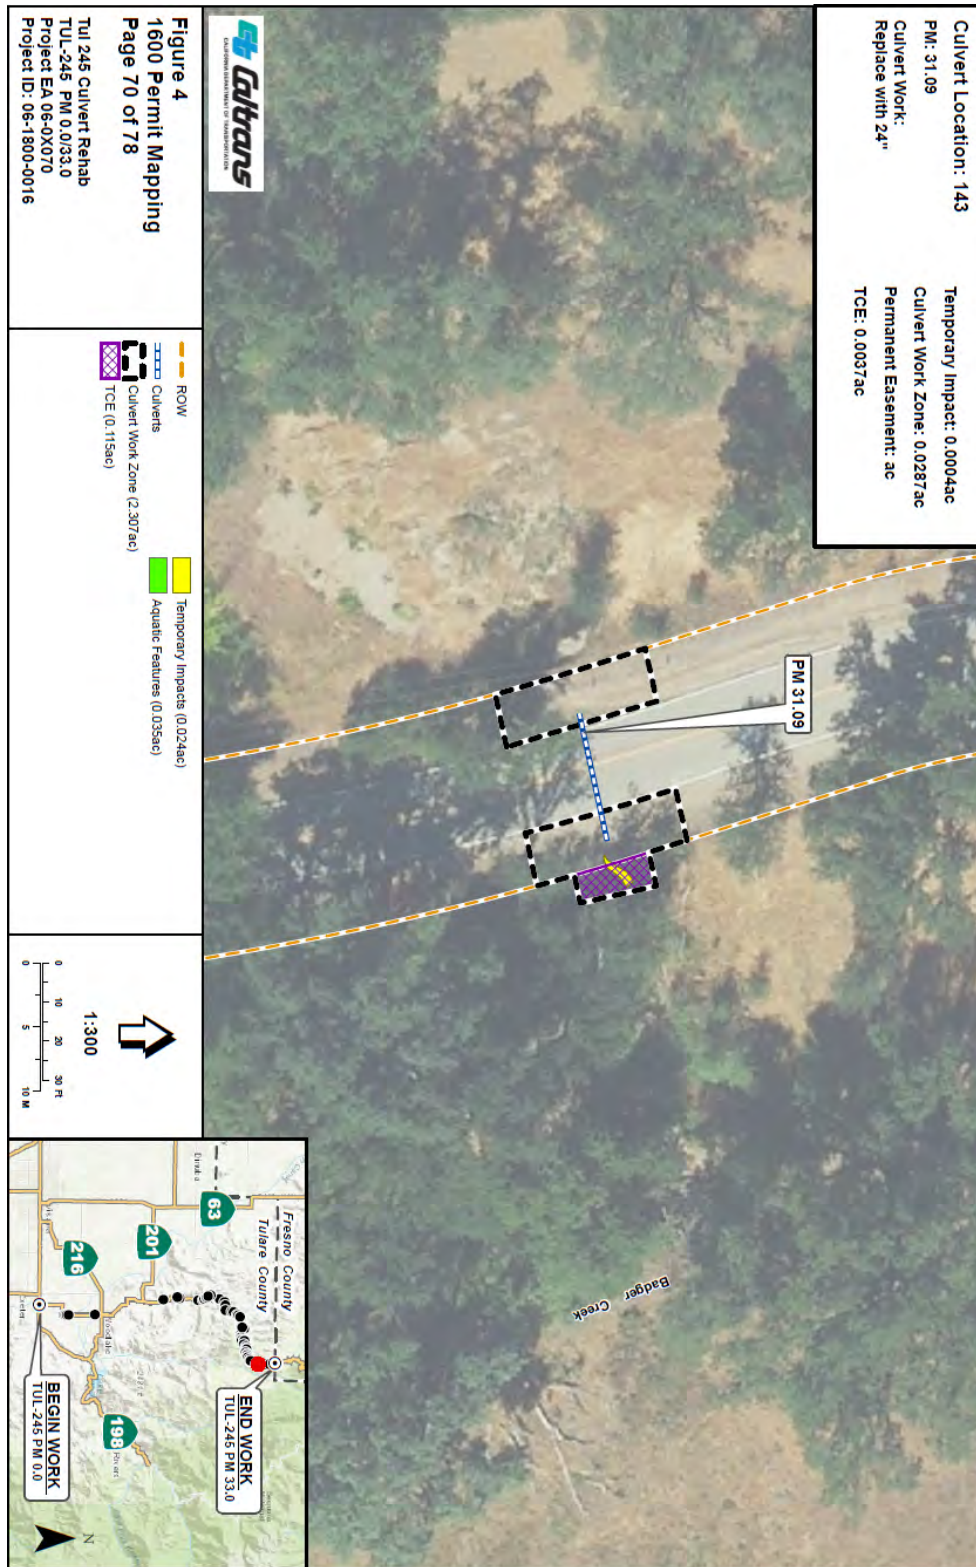 Culvert Location: 143
PM: 31.09
Culvert Work:
Replace with 24"
Temporary Impact: 0.0004ac
Culvert Work Zone: 0.0287ac
Permanent Easement: ac
TCE: 0.0037ac
PM 31.09
Badger Creek
Caltrans
CALIFORNIA DEPARTMENT OF TRANSPORTATION
Figure 4
1600 Permit Mapping
Page 70 of 78
Tul 245 Culvert Rehab
TUL-245 PM 0.0/33.0
Project EA 06-0X070
Project ID: 06-1800-0016
ROW
Culverts
Culvert Work Zone (2.307ac)
TCE (0.115ac)
Temporary Impacts (0.024ac)
Aquatic Features (0.035ac)
1:300
0 10 20 30 Ft
0 5 10 M
Fresno County
Tulare County
Dinuba
63
201
216
198
END WORK
TUL-245 PM 33.0
BEGIN WORK
TUL-245 PM 0.0
N